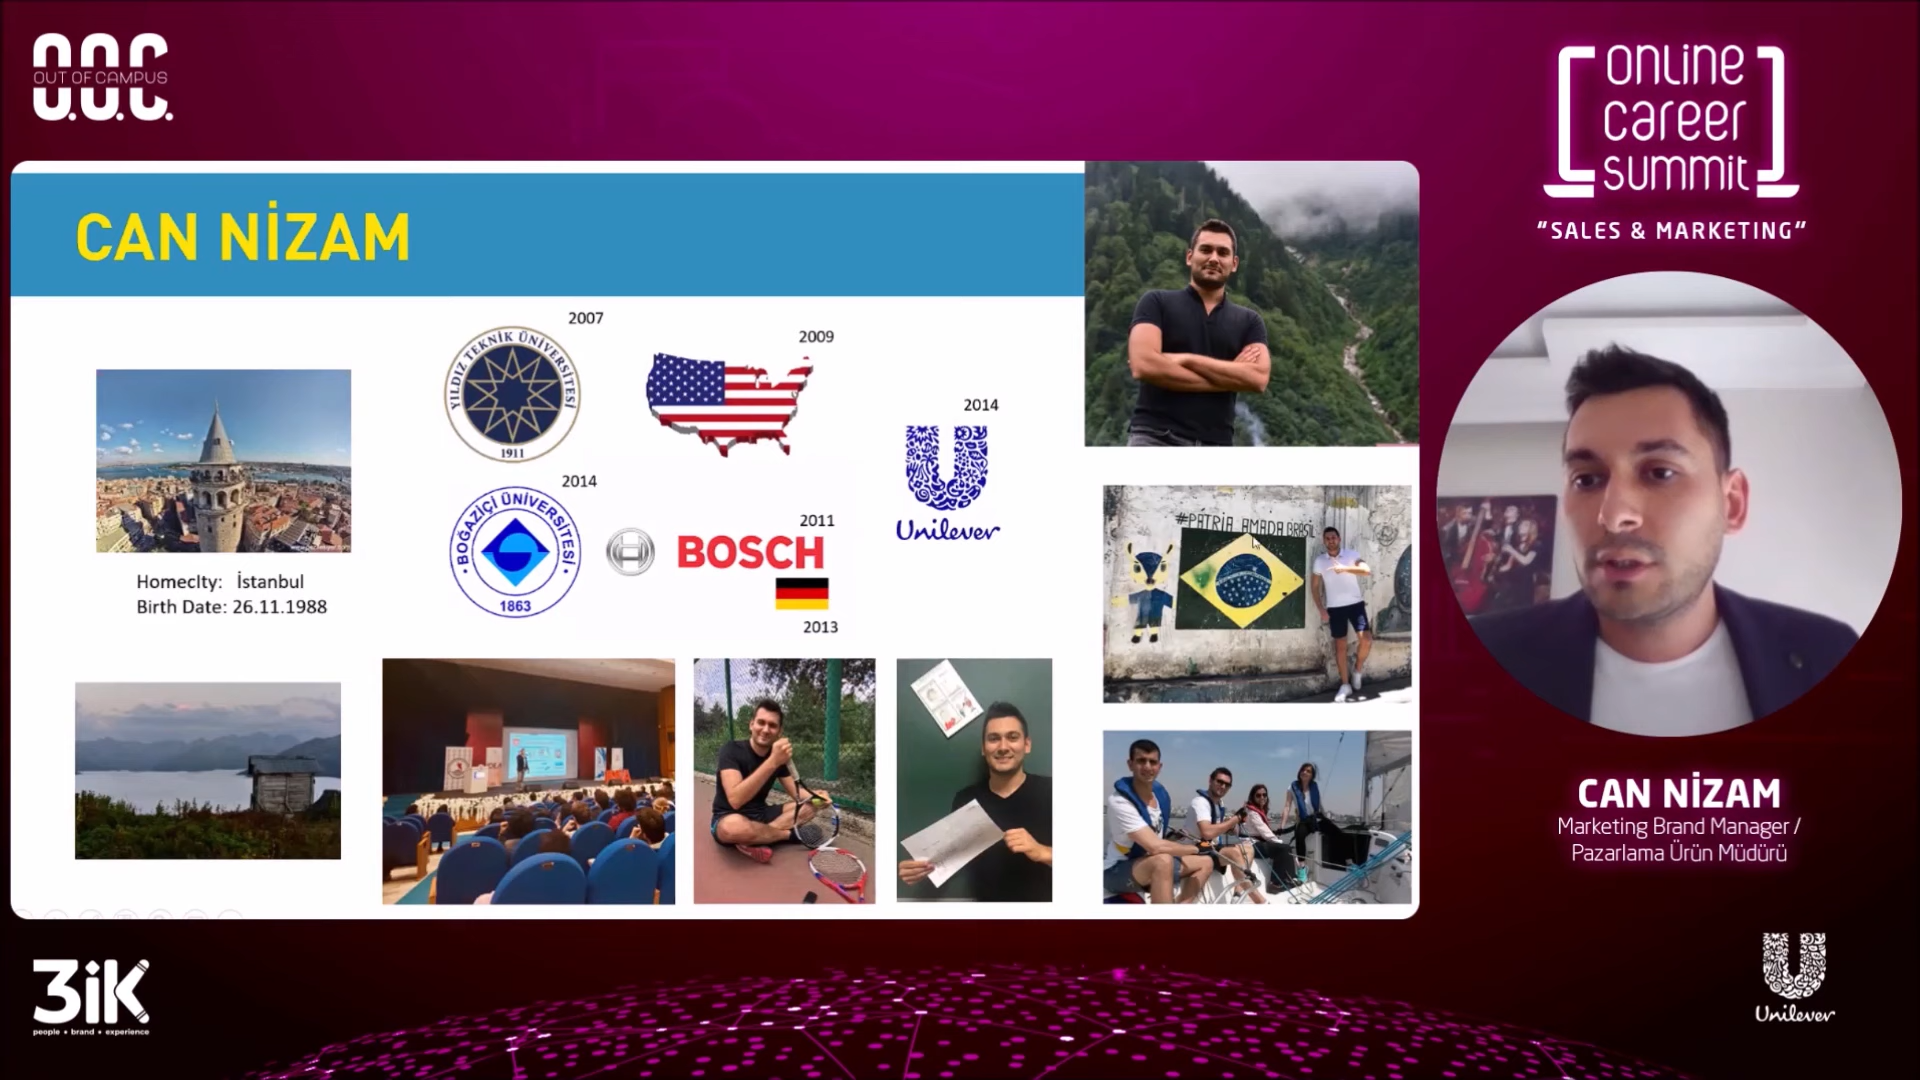 O.O.C.
OUT OF CAMPUS
online
career
summit
"SALES & MARKETING"
CAN NİZAM
2007
YILDIZ TEKNİK ÜNİVERSİTESİ
1911
2009
2014
Unilever
2014
BOĞAZİÇİ ÜNİVERSİTESİ
1863
2011
BOSCH
2013
HomecIty: İstanbul
Birth Date: 26.11.1988
#PÁTRIA AMADA BRASIL
CAN NİZAM
Marketing Brand Manager /
Pazarlama Ürün Müdürü
3iK
people • brand • experience
Unilever